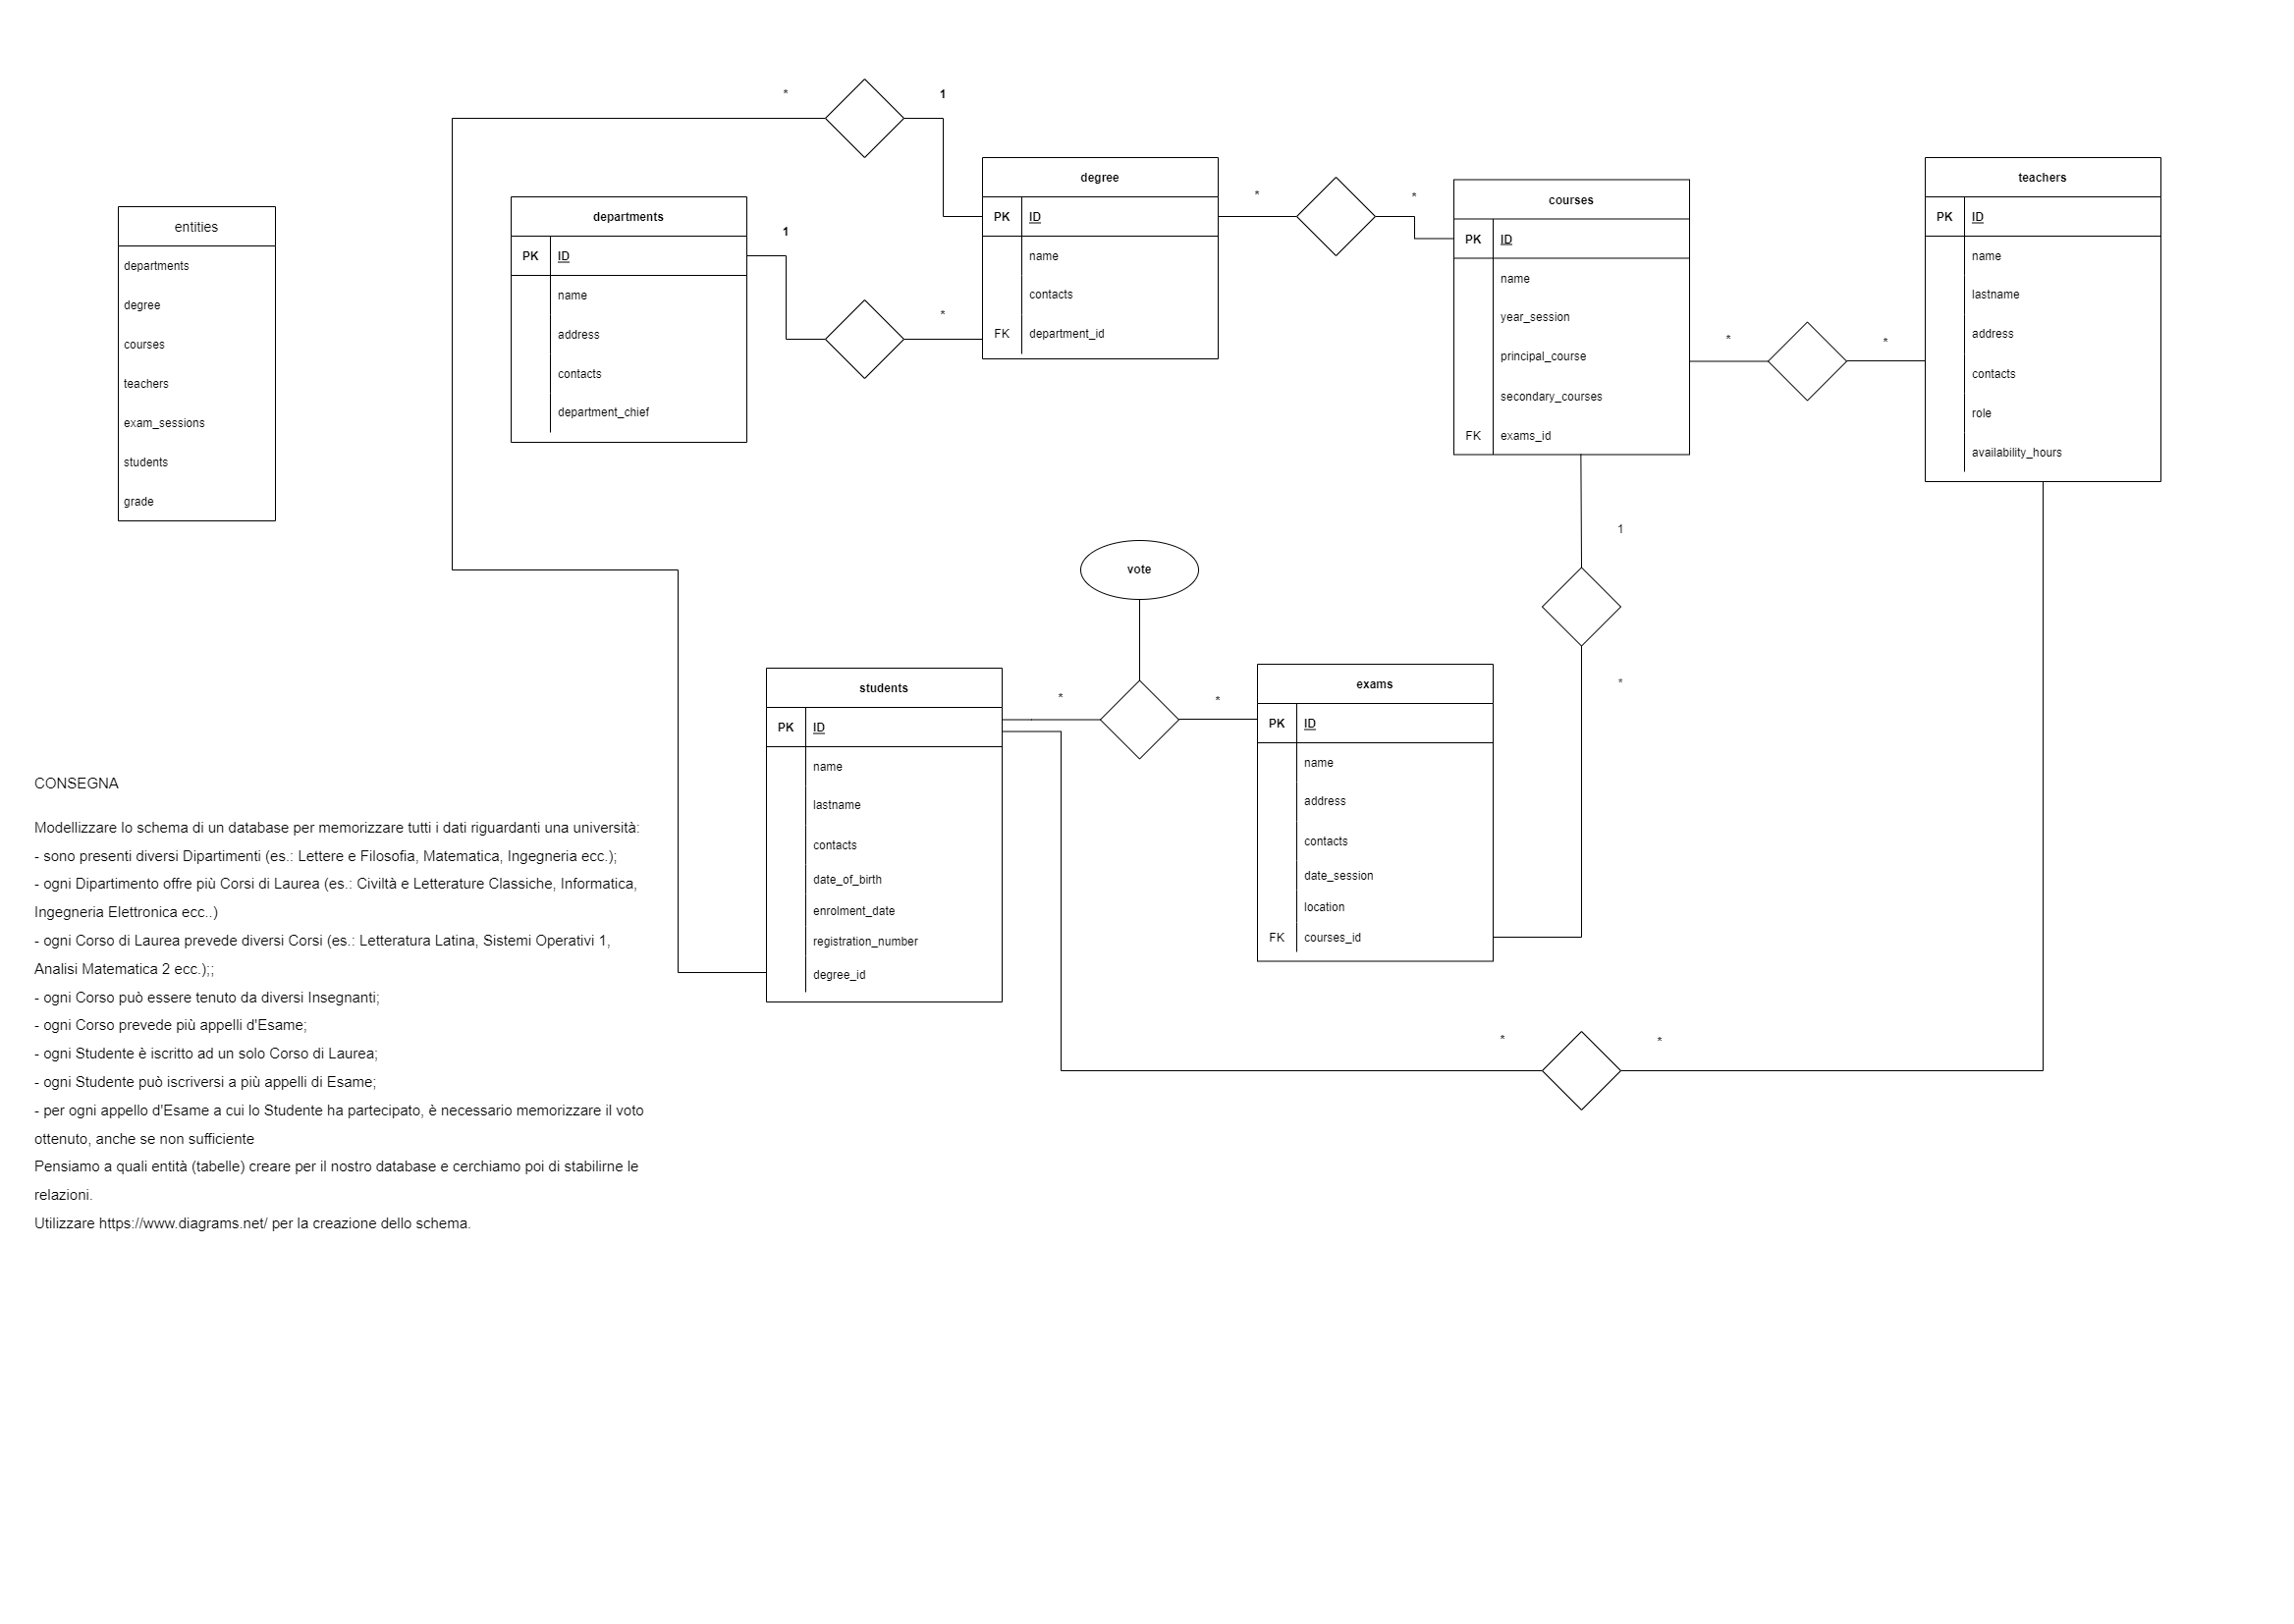 *
1
entities
departments
degree
courses
teachers
exam_sessions
students
grade
departments
PK ID
name
address
contacts
department_chief
1
*
degree
PK ID
name
contacts
FK department_id
*
*
courses
PK ID
name
year_session
principal_course
secondary_courses
FK exams_id
*
*
teachers
PK ID
name
lastname
address
contacts
role
availability_hours
1
*
vote
students
PK ID
name
lastname
contacts
date_of_birth
enrolment_date
registration_number
degree_id
*
*
exams
PK ID
name
address
contacts
date_session
location
FK courses_id
*
*
CONSEGNA
Modellizzare lo schema di un database per memorizzare tutti i dati riguardanti una università:
- sono presenti diversi Dipartimenti (es.: Lettere e Filosofia, Matematica, Ingegneria ecc.);
- ogni Dipartimento offre più Corsi di Laurea (es.: Civiltà e Letterature Classiche, Informatica,
Ingegneria Elettronica ecc..)
- ogni Corso di Laurea prevede diversi Corsi (es.: Letteratura Latina, Sistemi Operativi 1,
Analisi Matematica 2 ecc.);;
- ogni Corso può essere tenuto da diversi Insegnanti;
- ogni Corso prevede più appelli d'Esame;
- ogni Studente è iscritto ad un solo Corso di Laurea;
- ogni Studente può iscriversi a più appelli di Esame;
- per ogni appello d'Esame a cui lo Studente ha partecipato, è necessario memorizzare il voto
ottenuto, anche se non sufficiente
Pensiamo a quali entità (tabelle) creare per il nostro database e cerchiamo poi di stabilirne le
relazioni.
Utilizzare https://www.diagrams.net/ per la creazione dello schema.